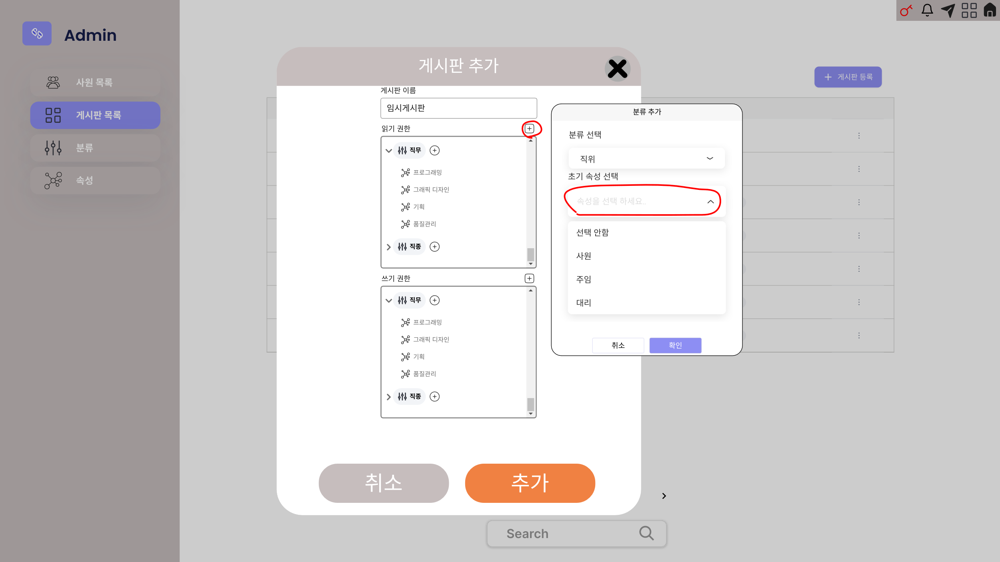 Admin
사원 목록
게시판 목록
분류
속성
게시판 등록
게시판 추가
게시판 이름
임시게시판
읽기 권한
직무
프로그래밍
그래픽 디자인
기획
품질관리
직종
쓰기 권한
직무
프로그래밍
그래픽 디자인
기획
품질관리
직종
취소
추가
분류 추가
분류 선택
직위
초기 속성 선택
속성을 선택 하세요..
선택 안함
사원
주임
대리
취소
확인
Search